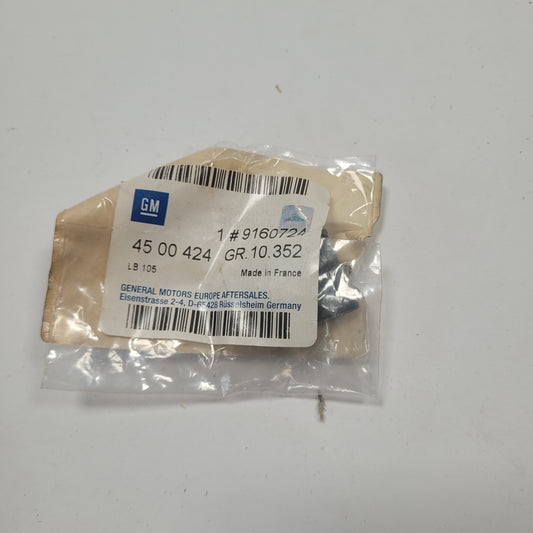 GM
1 # 9160724
45 00 424 GR.10.352
LB 105 Made in France
GENERAL MOTORS EUROPE AFTERSALES.
Eisenstrasse 2-4, D-65428 Rüsselsheim Germany